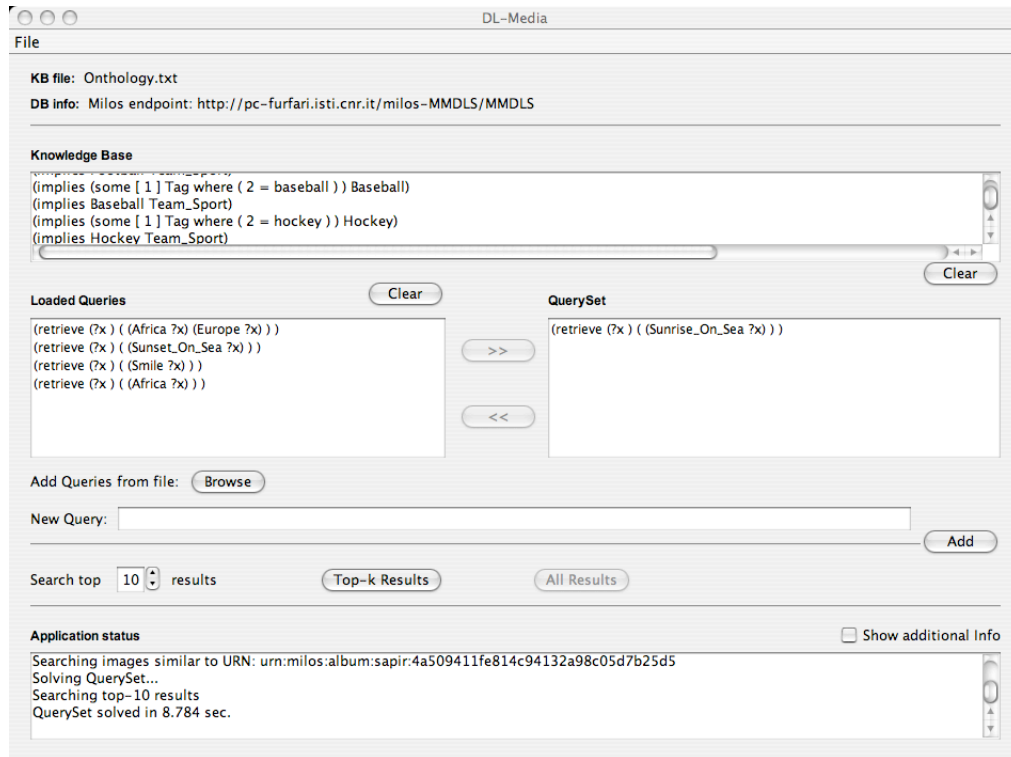 DL-Media
File
KB file: Onthology.txt
DB info: Milos endpoint: http://pc-furfari.isti.cnr.it/milos-MMDLS/MMDLS
Knowledge Base
(implies Football Team_Sport)
(implies (some [ 1 ] Tag where ( 2 = baseball ) ) Baseball)
(implies Baseball Team_Sport)
(implies (some [ 1 ] Tag where ( 2 = hockey ) ) Hockey)
(implies Hockey Team_Sport)
Clear
Loaded Queries
Clear
QuerySet
(retrieve (?x ) ( (Africa ?x) (Europe ?x) ) )
(retrieve (?x ) ( (Sunset_On_Sea ?x) ) )
(retrieve (?x ) ( (Smile ?x) ) )
(retrieve (?x ) ( (Africa ?x) ) )
>>
<<
(retrieve (?x ) ( (Sunrise_On_Sea ?x) ) )
Add Queries from file: Browse
New Query:
Add
Search top 10 results Top-k Results All Results
Application status
Show additional Info
Searching images similar to URN: urn:milos:album:sapir:4a509411fe814c94132a98c05d7b25d5
Solving QuerySet...
Searching top-10 results
QuerySet solved in 8.784 sec.